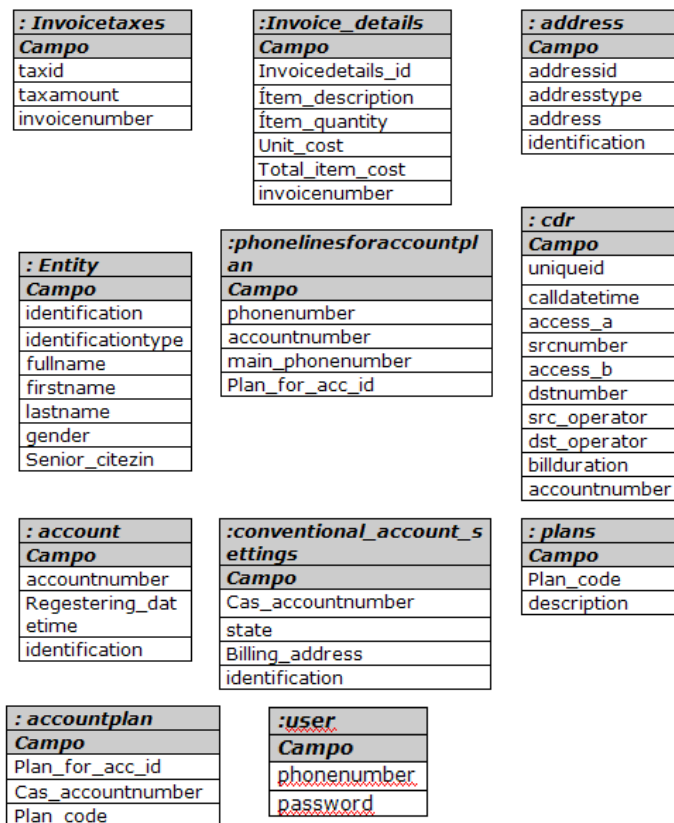 : Invoicetaxes
Campo
taxid
taxamount
invoicenumber
:Invoice_details
Campo
Invoicedetails_id
Ítem_description
Ítem_quantity
Unit_cost
Total_item_cost
invoicenumber
: address
Campo
addressid
addresstype
address
identification
: Entity
Campo
identification
identificationtype
fullname
firstname
lastname
gender
Senior_citezin
:phonelinesforaccountpl
an
Campo
phonenumber
accountnumber
main_phonenumber
Plan_for_acc_id
: cdr
Campo
uniqueid
calldatetime
access_a
srcnumber
access_b
dstnumber
src_operator
dst_operator
billduration
accountnumber
: account
Campo
accountnumber
Regestering_dat
etime
identification
:conventional_account_s
ettings
Campo
Cas_accountnumber
state
Billing_address
identification
: plans
Campo
Plan_code
description
: accountplan
Campo
Plan_for_acc_id
Cas_accountnumber
Plan_code
:user
Campo
phonenumber
password